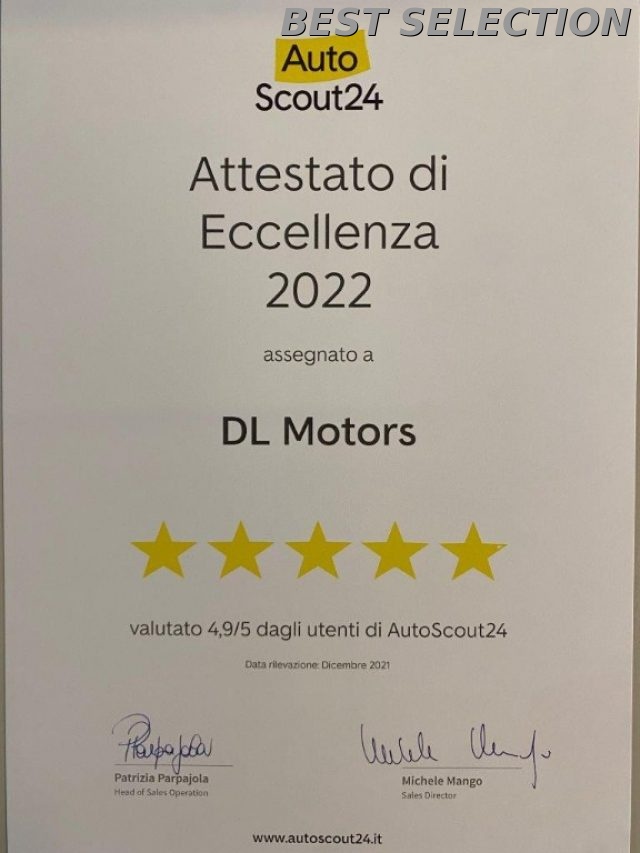 BEST SELECTION
Auto
Scout24
Attestato di
Eccellenza
2022
assegnato a
DL Motors
valutato 4,9/5 dagli utenti di AutoScout24
Data rilevazione: Dicembre 2021
Patrizia Parpajola
Head of Sales Operation
Michele Mango
Sales Director
www.autoscout24.it